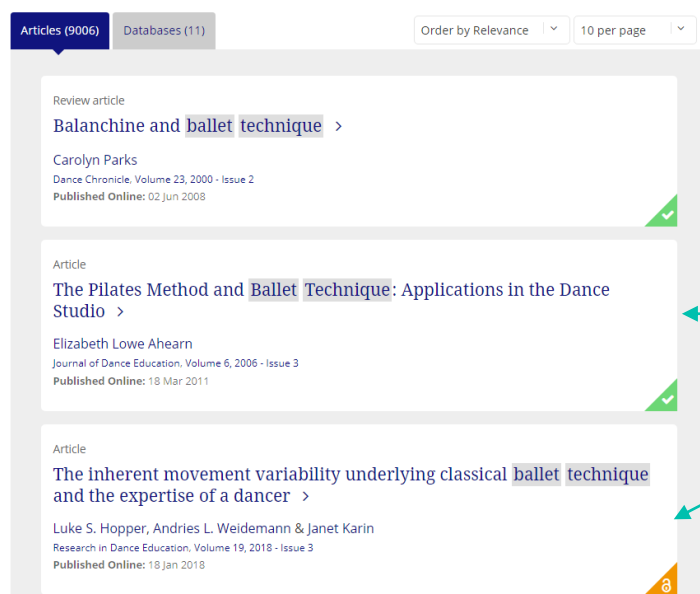 Articles (9006)
Databases (11)
Order by Relevance
10 per page
Review article
Balanchine and ballet technique
Carolyn Parks
Dance Chronicle, Volume 23, 2000 - Issue 2
Published Online: 02 Jun 2008
Article
The Pilates Method and Ballet Technique: Applications in the Dance
Studio
Elizabeth Lowe Ahearn
Journal of Dance Education, Volume 6, 2006 - Issue 3
Published Online: 18 Mar 2011
Article
The inherent movement variability underlying classical ballet technique
and the expertise of a dancer
Luke S. Hopper, Andries L. Weidemann & Janet Karin
Research in Dance Education, Volume 19, 2018 - Issue 3
Published Online: 18 Jan 2018